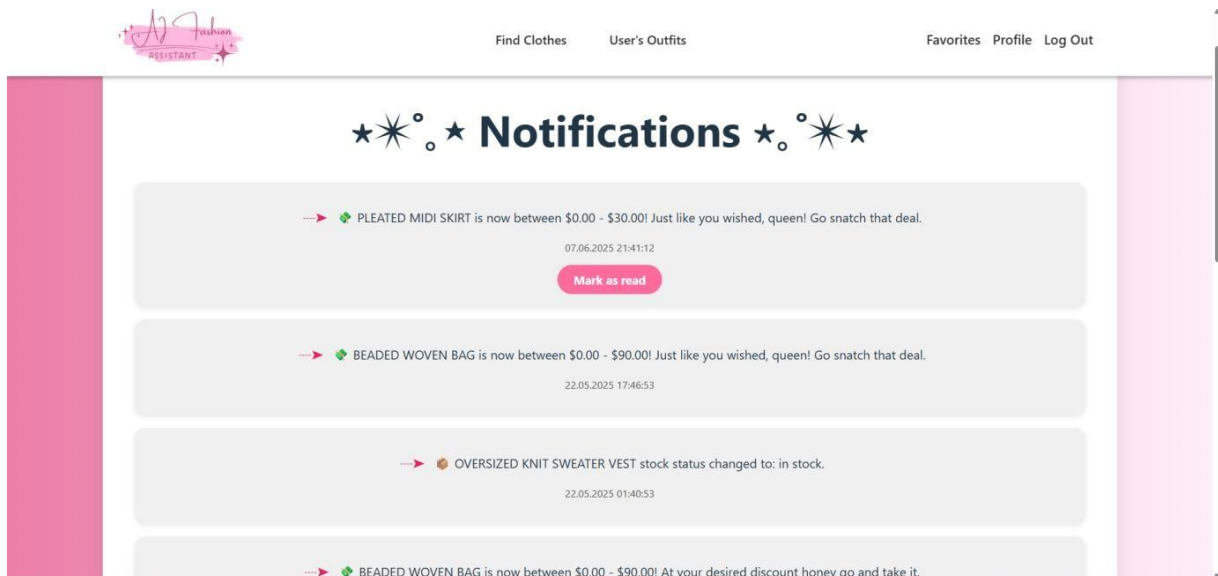 AI Fashion
ASSISTANT
Find Clothes User's Outfits
Favorites Profile Log Out
⋆✴︎˚｡⋆ Notifications ⋆｡˚✴︎⋆
💸 PLEATED MIDI SKIRT is now between $0.00 - $30.00! Just like you wished, queen! Go snatch that deal.
07.06.2025 21:41:12
Mark as read
💸 BEADED WOVEN BAG is now between $0.00 - $90.00! Just like you wished, queen! Go snatch that deal.
22.05.2025 17:46:53
📦 OVERSIZED KNIT SWEATER VEST stock status changed to: in stock.
22.05.2025 01:40:53
💸 BEADED WOVEN BAG is now between $0.00 - $90.00! At your desired discount honey go and take it.